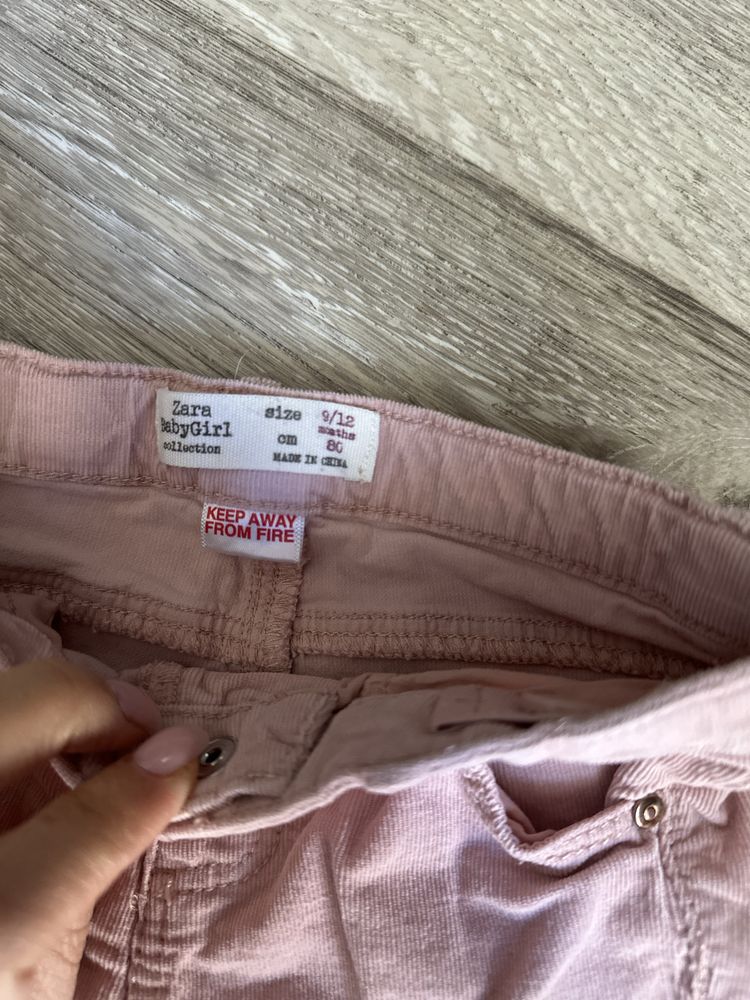 Zara
BabyGirl
collection
size 9/12
months
cm 80
MADE IN CHINA
KEEP AWAY
FROM FIRE